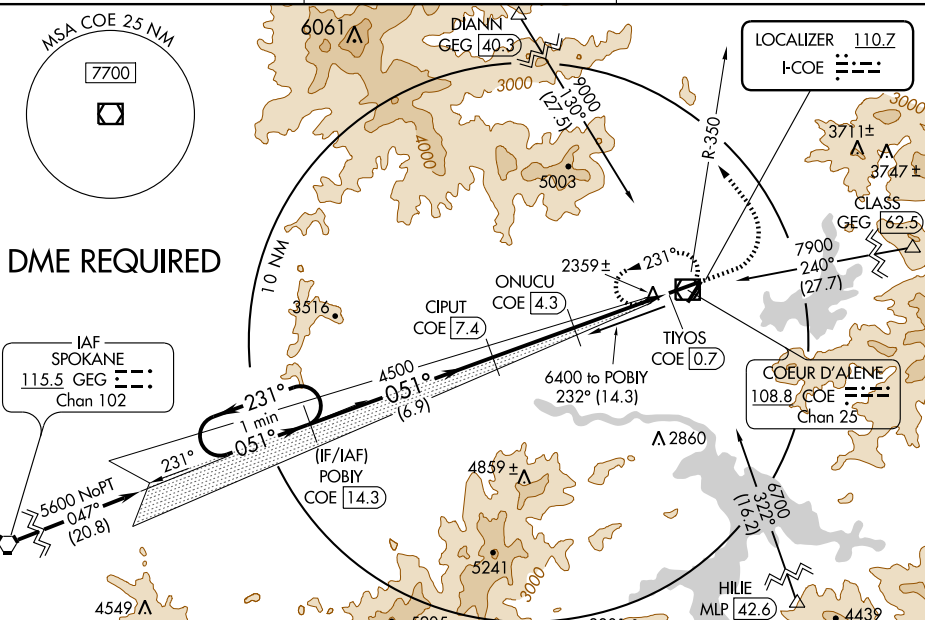 MSA COE 25 NM
7700
6061
DIANN
GEG 40.3
LOCALIZER 110.7
I-COE
3000
4000
9000
130°
(27.5)
5003
R-350
3000
3711±
3747±
CLASS
GEG 62.5
7900
240°
(27.7)
DME REQUIRED
10 NM
2359±
231°
ONUCU
COE 4.3
CIPUT
COE 7.4
3516
TIYOS
COE 0.7
IAF
SPOKANE
115.5 GEG
Chan 102
4500
051°
(6.9)
6400 to POBIY
232° (14.3)
COEUR D'ALENE
108.8 COE
Chan 25
231°
1 min
051°
231°
(IF/IAF)
POBIY
COE 14.3
2860
4859±
5600 NoPT
047°
(20.8)
6700
322°
(16.2)
5241
3000
HILIE
MLP 42.6
4549
4439